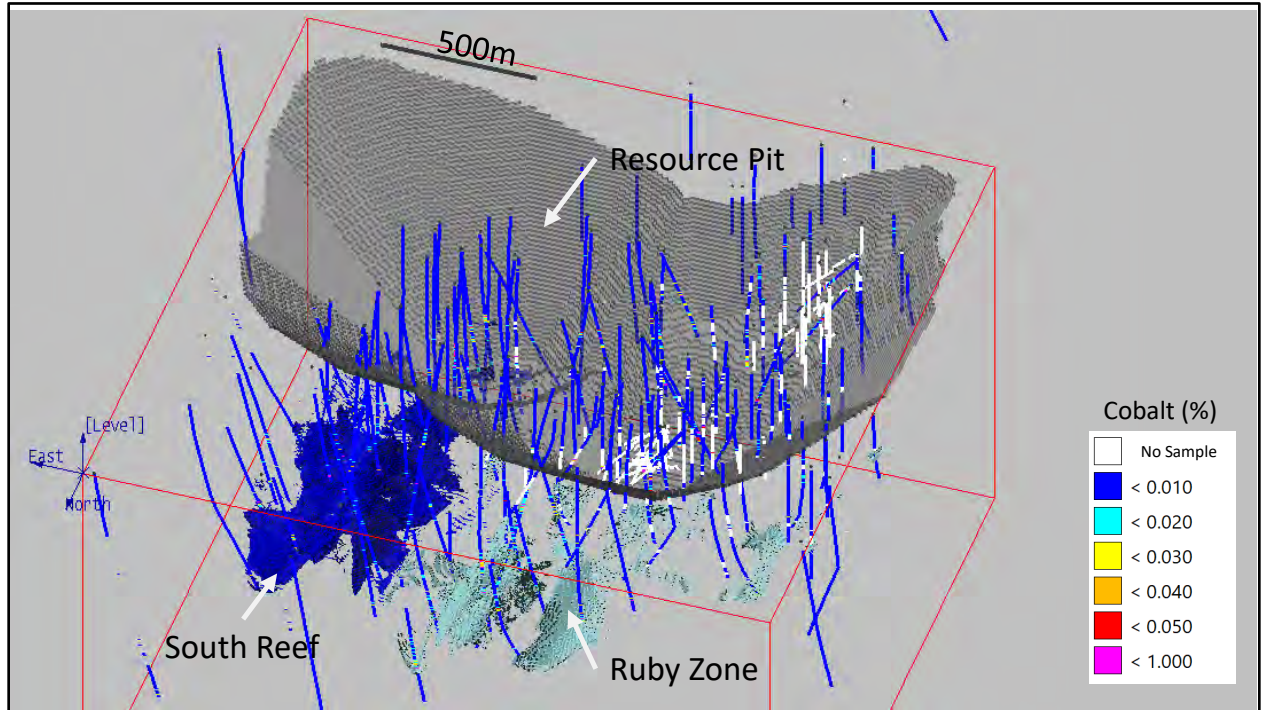 500m
Resource Pit
[Level]
East
North
South Reef
Ruby Zone
Cobalt (%)
No Sample
< 0.010
< 0.020
< 0.030
< 0.040
< 0.050
< 1.000